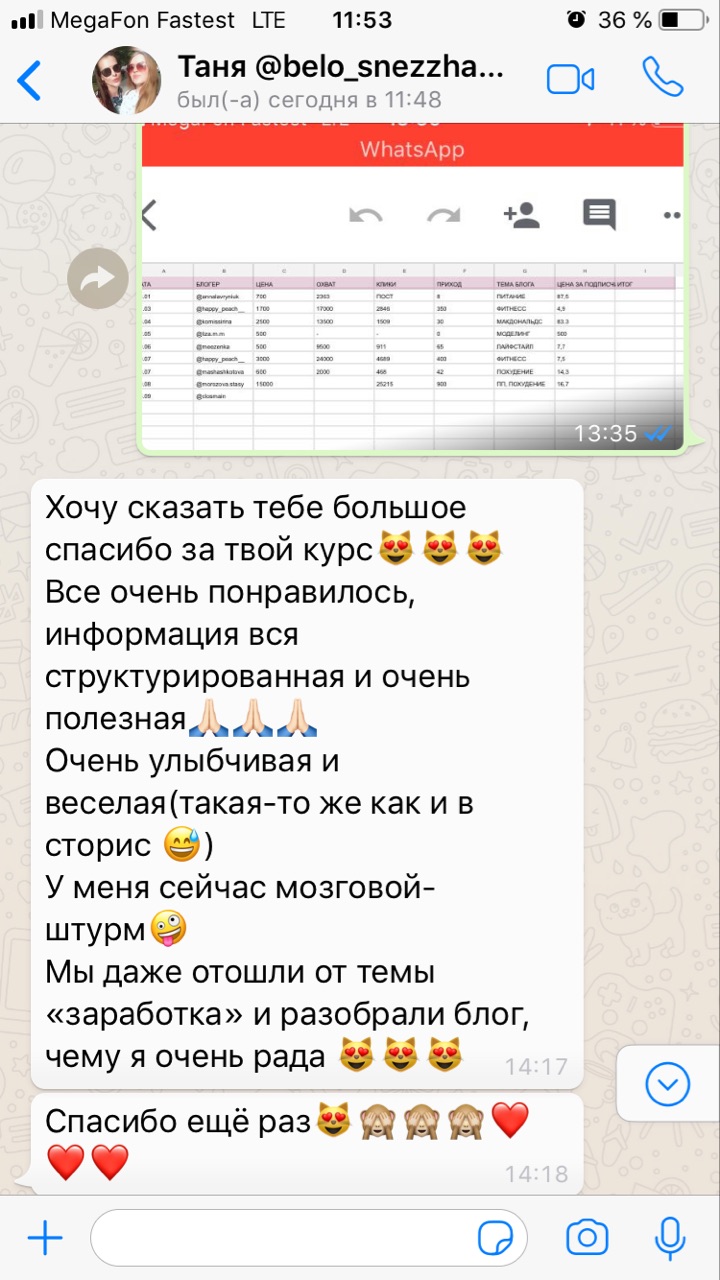 MegaFon Fastest LTE 11:53 36 %
Таня @belo_snezzha...
был(-а) сегодня в 11:48
WhatsApp
A B C D E F G H I
АТА БЛОГЕР ЦЕНА ОХВАТ КЛИКИ ПРИХОД ТЕМА БЛОГА ЦЕНА ЗА ПОДПИСЧ ИТОГ
.01 @annalavryniuk 700 2363 ПОСТ 8 ПИТАНИЕ 87,5
.03 @happy_peach__ 1700 17000 2846 350 ФИТНЕСС 4,9
.04 @komissirina 2500 13500 1509 30 МАКДОНАЛЬДС 83.3
.05 @liza.m.m 500 - - 0 МОДЕЛИНГ 500
.06 @meezenka 500 9500 911 65 ЛАЙФСТАЙЛ 7,7
.07 @happy_peach__ 3000 24000 4689 400 ФИТНЕСС 7,5
.07 @mashashkotova 600 2000 468 42 ПОХУДЕНИЕ 14,3
.08 @morozova.stasy 15000 25215 900 ПП, ПОХУДЕНИЕ 16,7
.09 @dosmain
13:35
Хочу сказать тебе большое
спасибо за твой курс😻😻😻
Все очень понравилось,
информация вся
структурированная и очень
полезная🙏🏻🙏🏻🙏🏻
Очень улыбчивая и
веселая(такая-то же как и в
сторис 😅)
У меня сейчас мозговой-
штурм🤪
Мы даже отошли от темы
«заработка» и разобрали блог,
чему я очень рада 😻😻😻
14:17
Спасибо ещё раз😻🙈🙈🙈❤️
❤️❤️
14:18